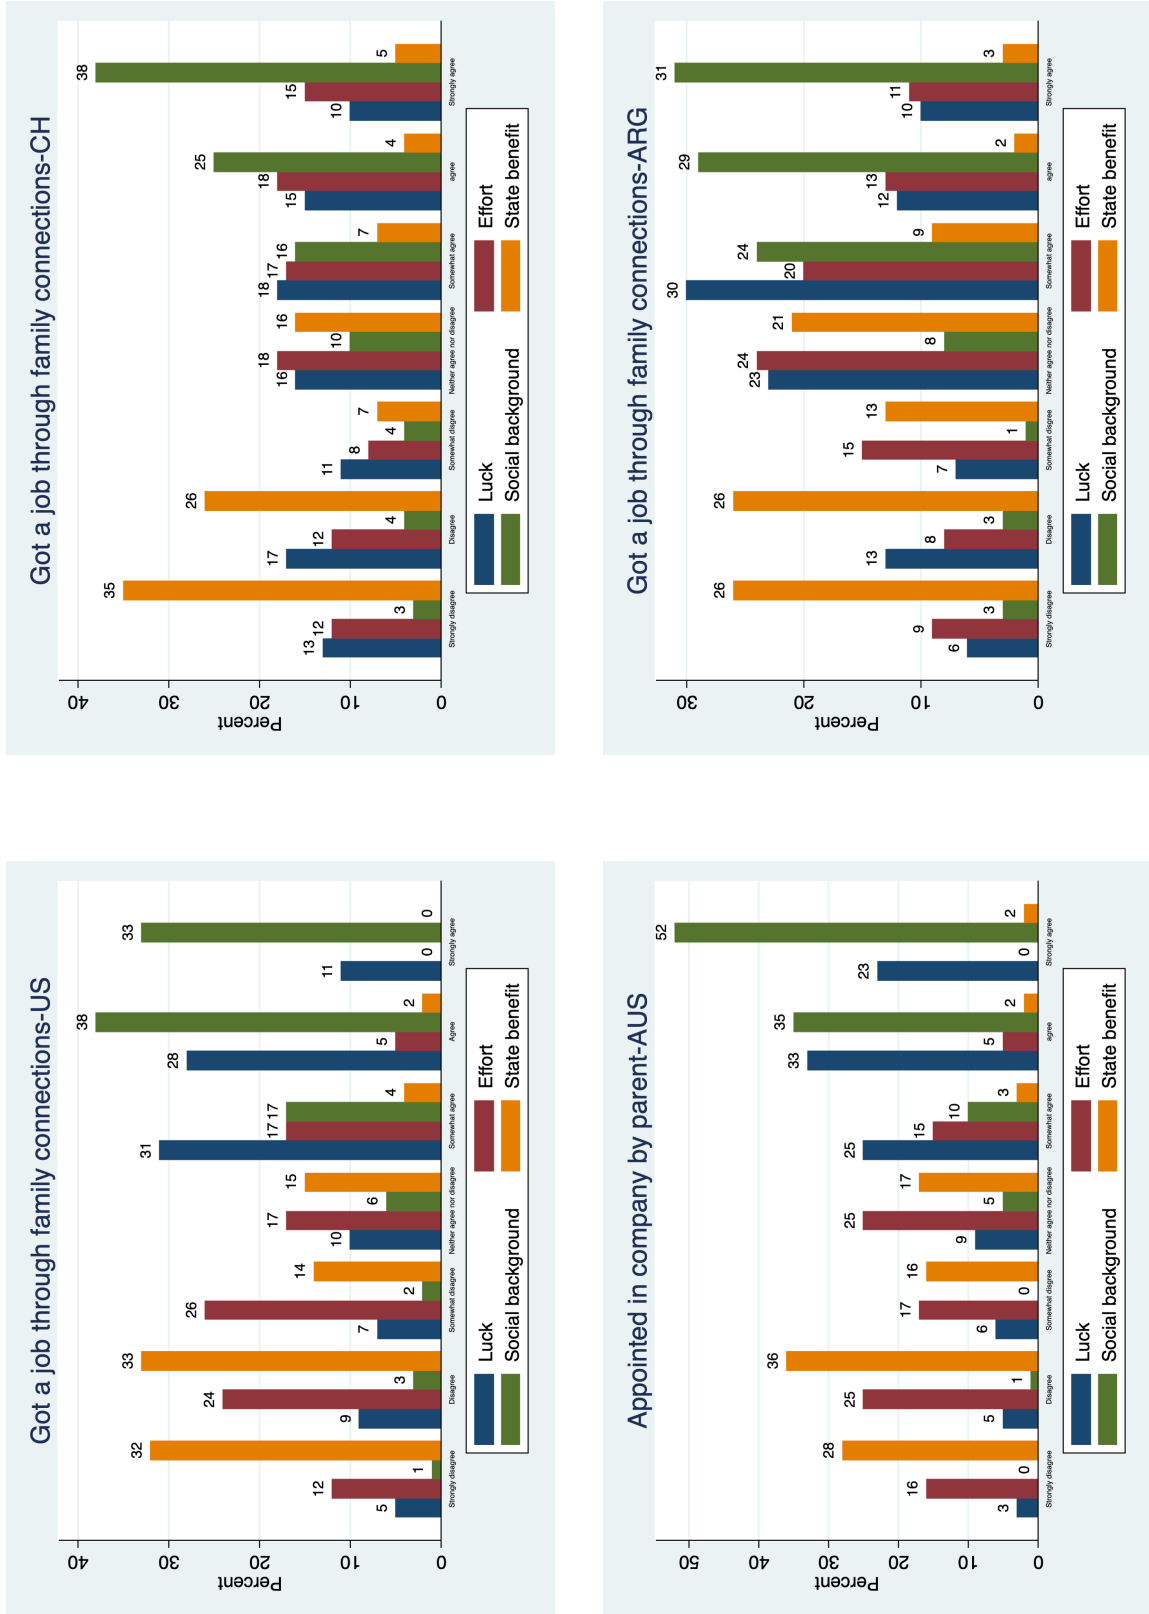 Got a job through family connections-US
40
30
20
10
0
Percent
5 12 1 32
9 24 3 33
7 26 2 14
10 17 6 15
31 17 17 4
28 5 38 2
11 0 33 0
Strongly disagree
Disagree
Somewhat disagree
Neither agree nor disagree
Somewhat agree
Agree
Strongly agree
Luck Effort
Social background State benefit
Got a job through family connections-CH
40
30
20
10
0
Percent
13 12 3 35
17 12 4 26
11 8 4 7
16 18 10 16
18 17 16 7
15 18 25 4
10 15 38 5
Strongly disagree
Disagree
Somewhat disgree
Neither agree nor disagree
Somewhat agree
agree
Strongly agree
Luck Effort
Social background State benefit
Appointed in company by parent-AUS
50
40
30
20
10
0
Percent
3 16 0 28
5 25 1 36
6 17 0 16
9 25 5 17
25 15 10 3
33 5 35 2
23 0 52 2
Strongly disagree
Disagree
Somewhat disagree
Neither agree nor disagree
Somewhat agree
agree
Strongly agree
Luck Effort
Social background State benefit
Got a job through family connections-ARG
30
20
10
0
Percent
6 9 3 26
13 8 3 26
7 15 1 13
23 24 8 21
30 20 24 9
12 13 29 2
10 11 31 3
Strongly disagree
Disagree
Somewhat disgree
Neither agree nor disagree
Somewhat agree
agree
Strongly agree
Luck Effort
Social background State benefit